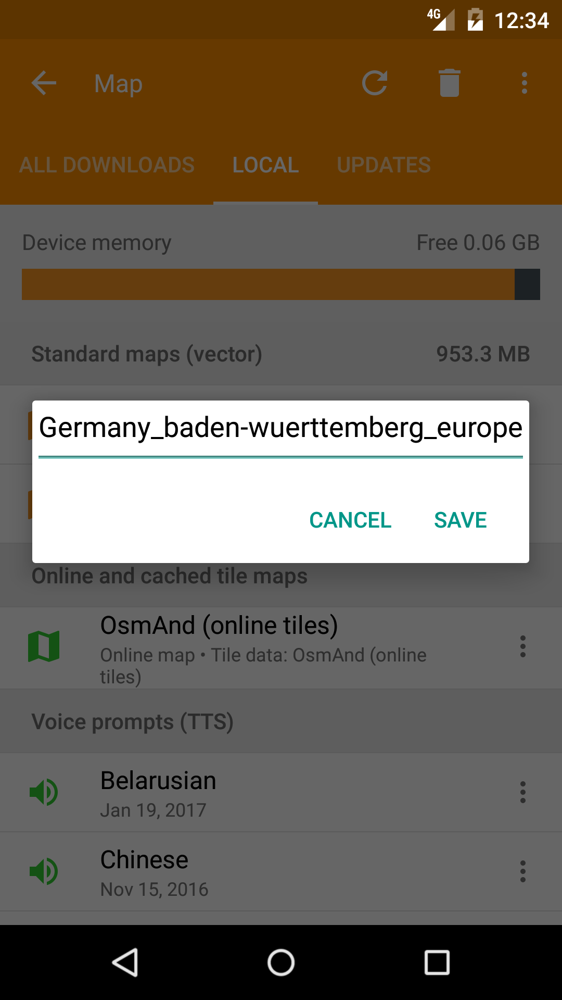 4G 12:34
Map
ALL DOWNLOADS LOCAL UPDATES
Device memory Free 0.06 GB
Standard maps (vector) 953.3 MB
Germany_baden-wuerttemberg_europe
CANCEL SAVE
Online and cached tile maps
OsmAnd (online tiles)
Online map • Tile data: OsmAnd (online
tiles)
Voice prompts (TTS)
Belarusian
Jan 19, 2017
Chinese
Nov 15, 2016